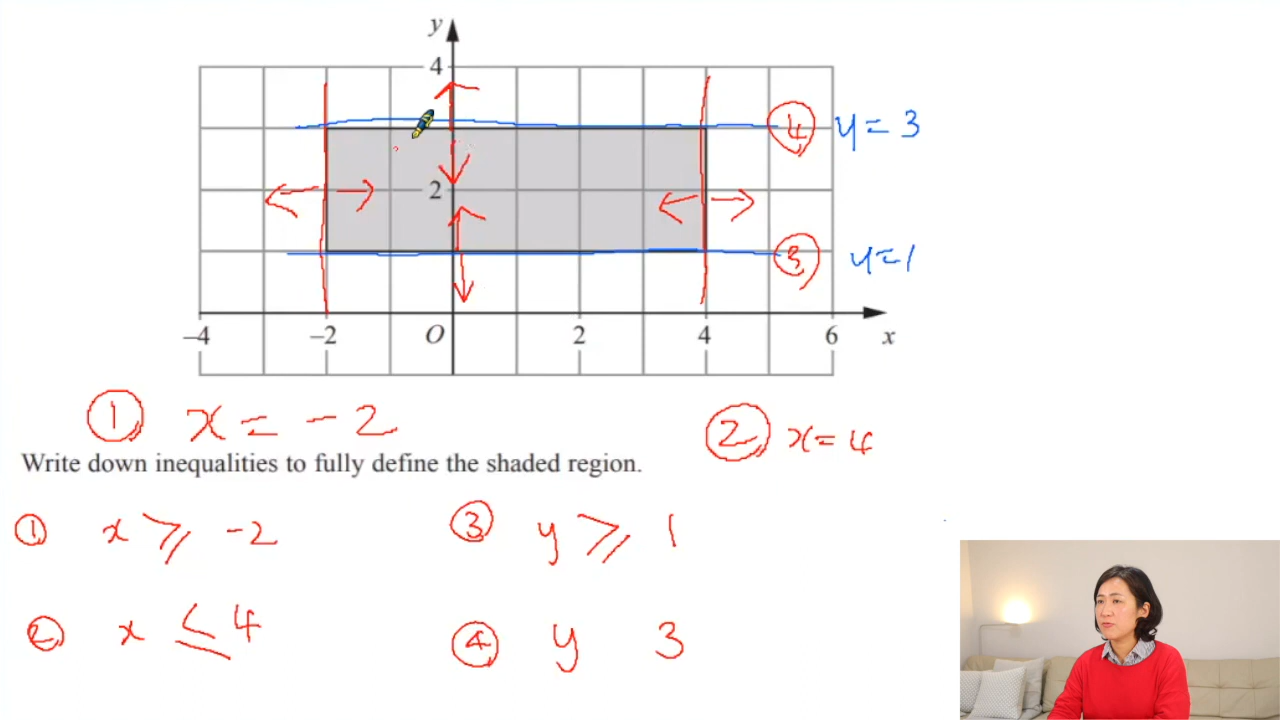 y
4
④ y = 3
2
③ y = 1
-4 -2 O 2 4 6 x
① x = -2
② x = 4
Write down inequalities to fully define the shaded region.
① x ⩾ -2
③ y ⩾ 1
② x ≤ 4
④ y 3